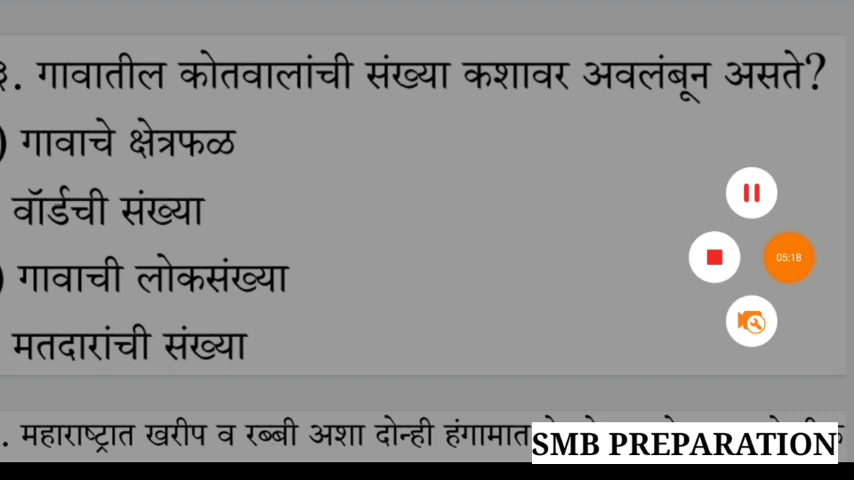 ३. गावातील कोतवालांची संख्या कशावर अवलंबून असते?
) गावाचे क्षेत्रफळ
वॉर्डची संख्या
) गावाची लोकसंख्या
05:18
मतदारांची संख्या
. महाराष्ट्रात खरीप व रब्बी अशा दोन्ही हंगामात
SMB PREPARATION